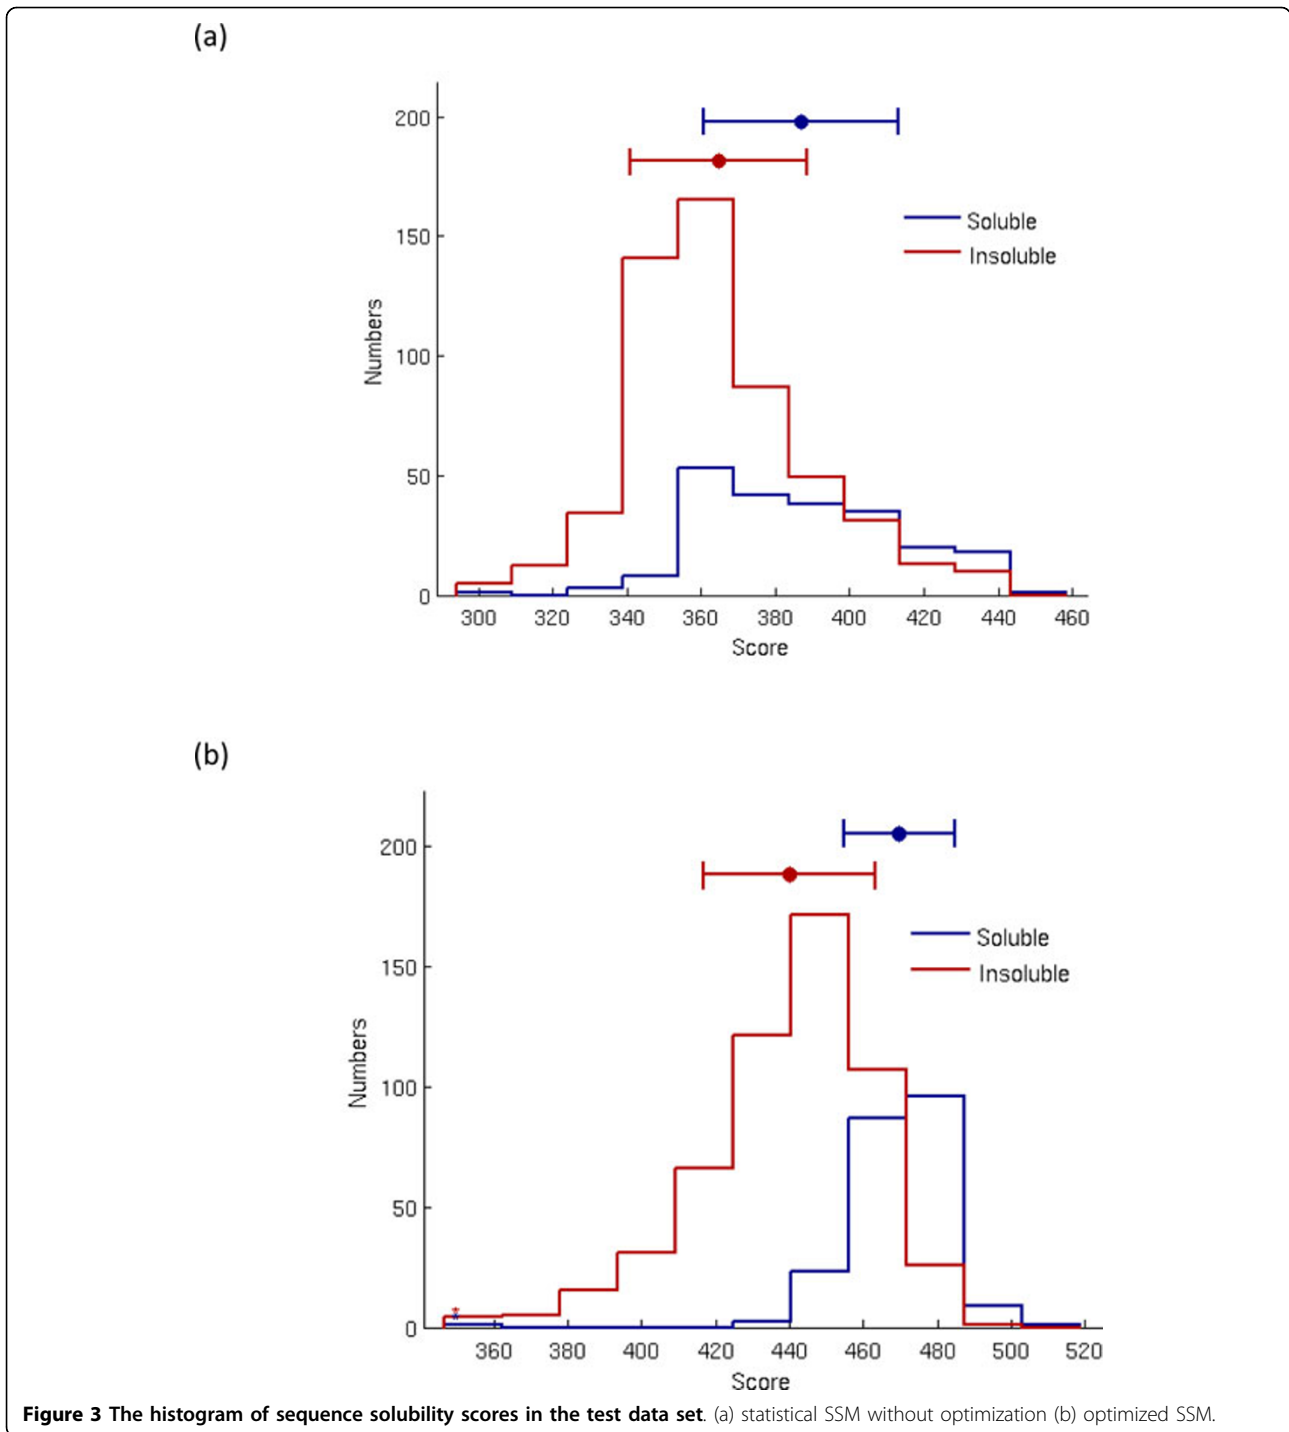 (a)
200
150
100
50
0
Numbers
Soluble
Insoluble
300 320 340 360 380 400 420 440 460
Score
(b)
200
150
100
50
0
Numbers
Soluble
Insoluble
360 380 400 420 440 460 480 500 520
Score
Figure 3 The histogram of sequence solubility scores in the test data set. (a) statistical SSM without optimization (b) optimized SSM.